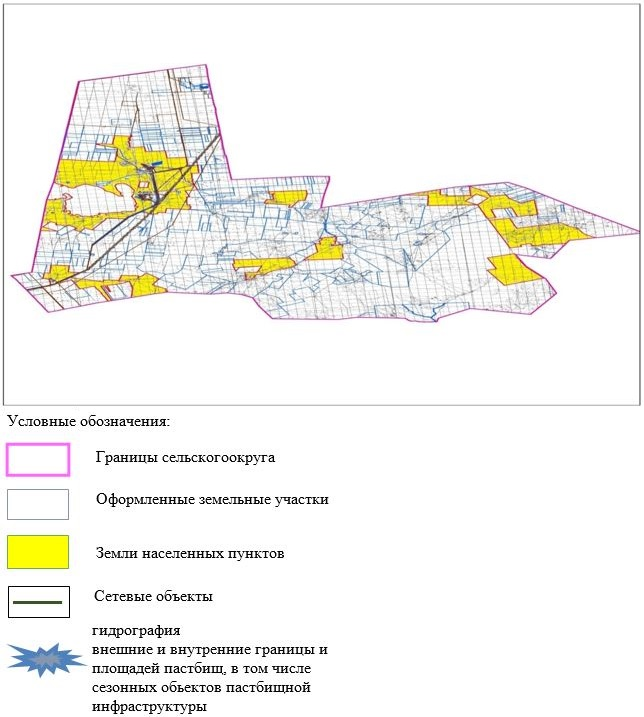 Условные обозначения:
Границы сельскогоокруга
Оформленные земельные участки
Земли населенных пунктов
Сетевые объекты
гидрография
внешние и внутренние границы и
площадей пастбищ, в том числе
сезонных обьектов пастбищной
инфраструктуры